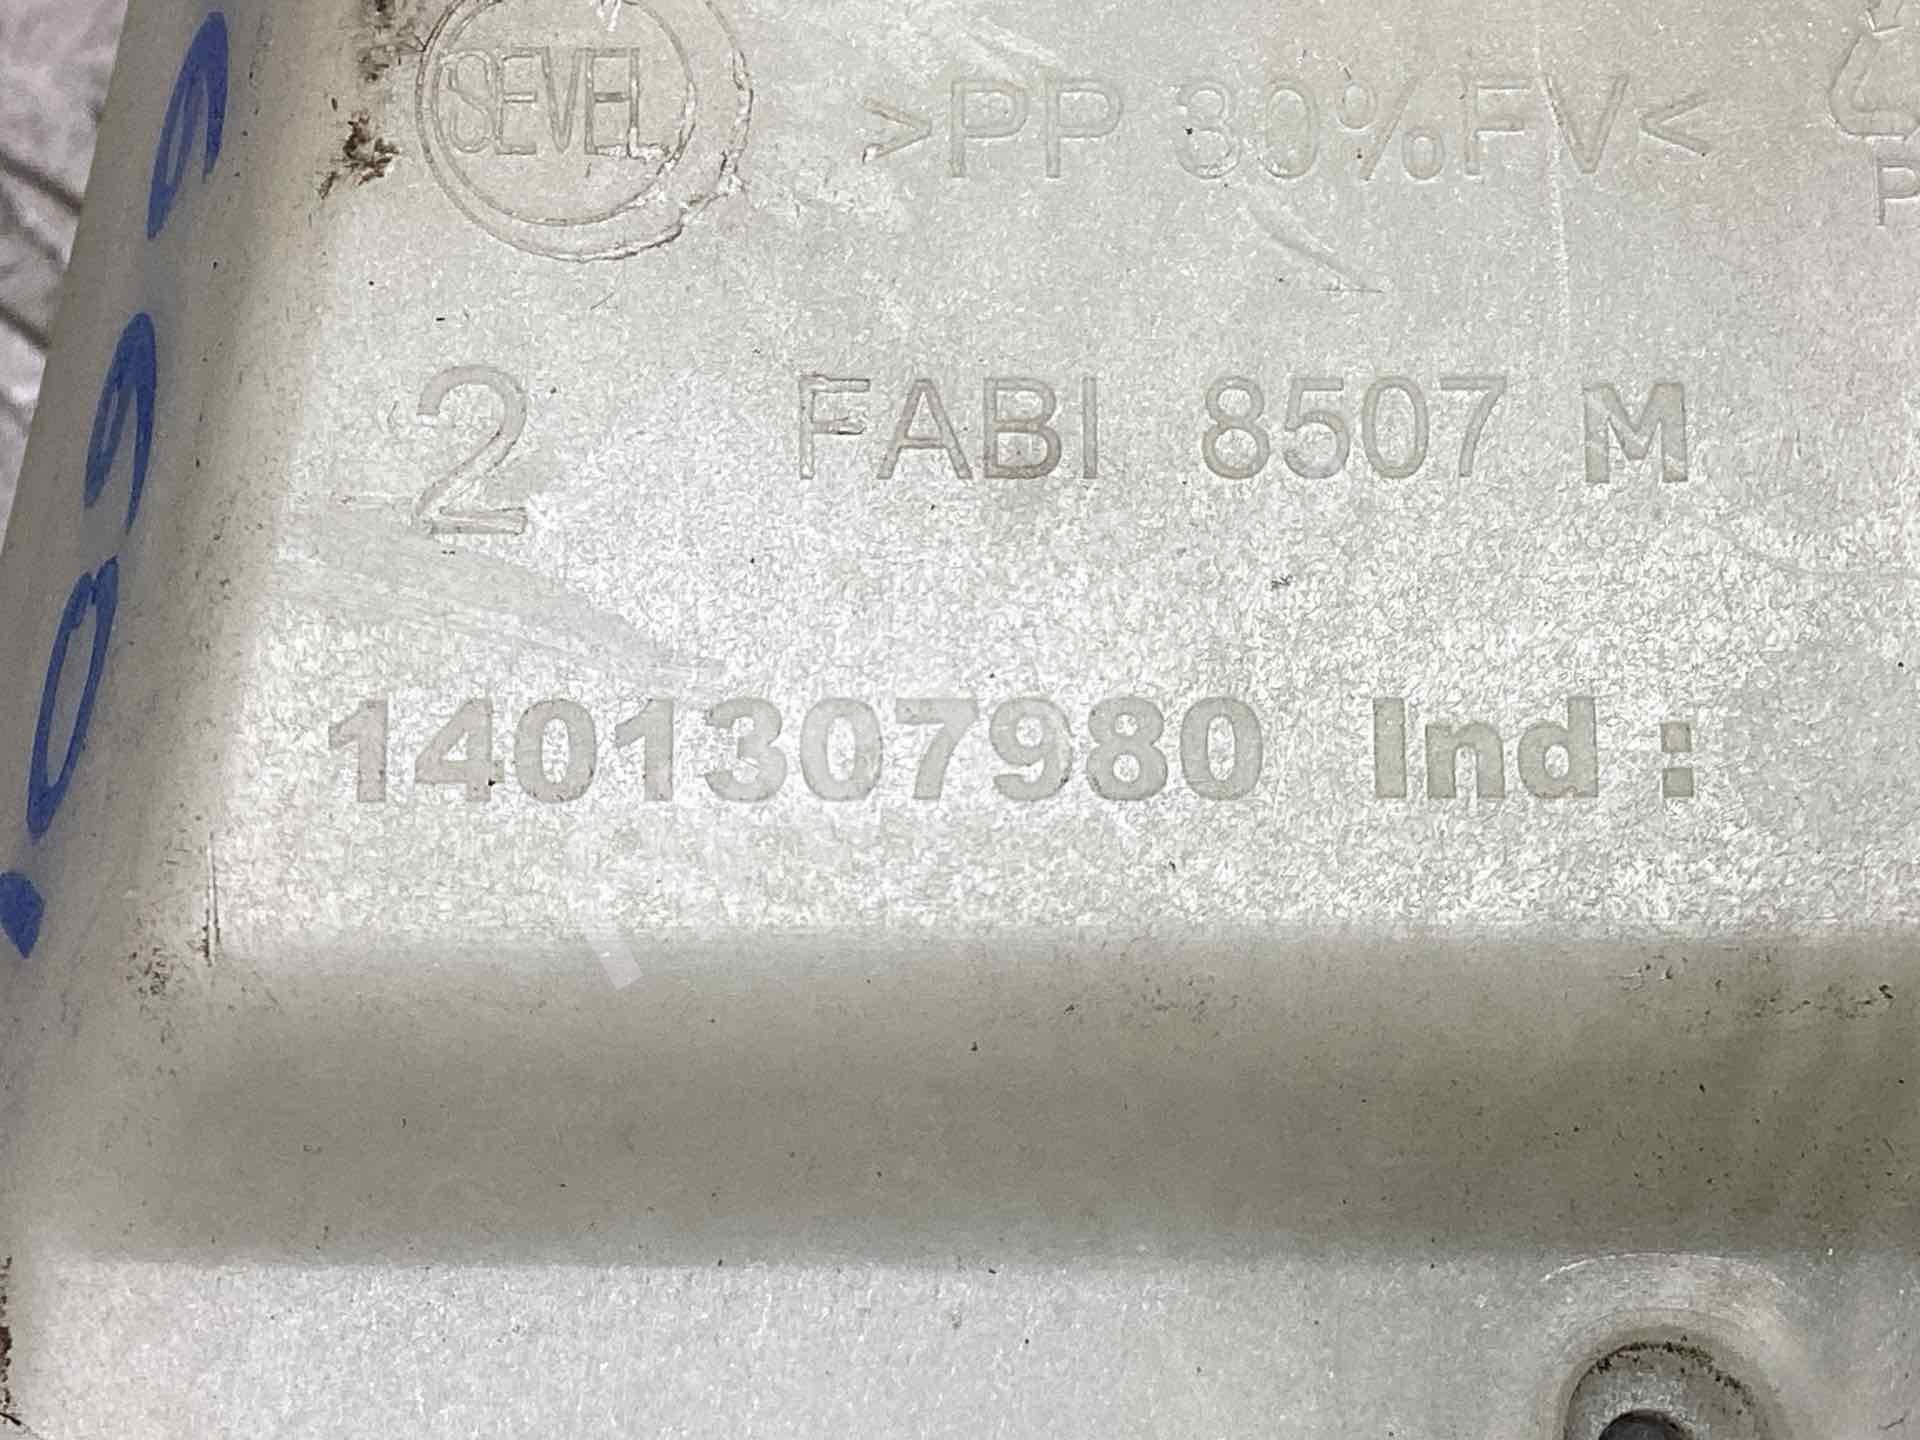 SEVEL
>PP 30%FV<
P
2 FABI 8507 M
1401307980 Ind :